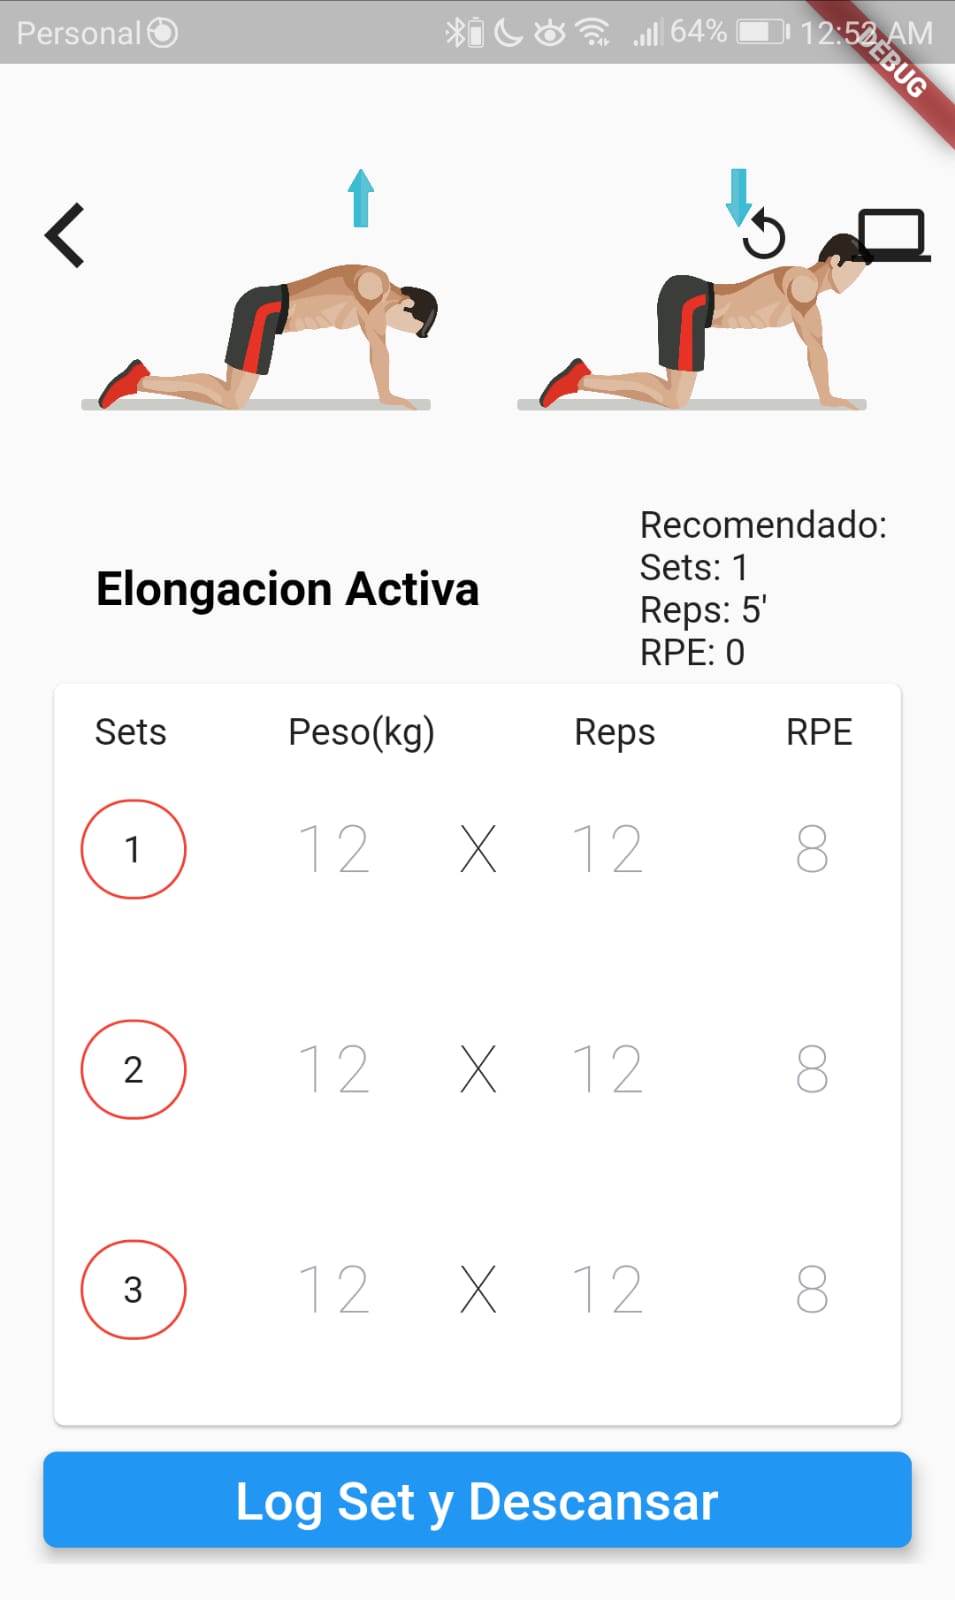 Personal
64%
12:52 AM
DEBUG
Recomendado:
Sets: 1
Reps: 5'
RPE: 0
Elongacion Activa
Sets Peso(kg) Reps RPE
1 12 X 12 8
2 12 X 12 8
3 12 X 12 8
Log Set y Descansar